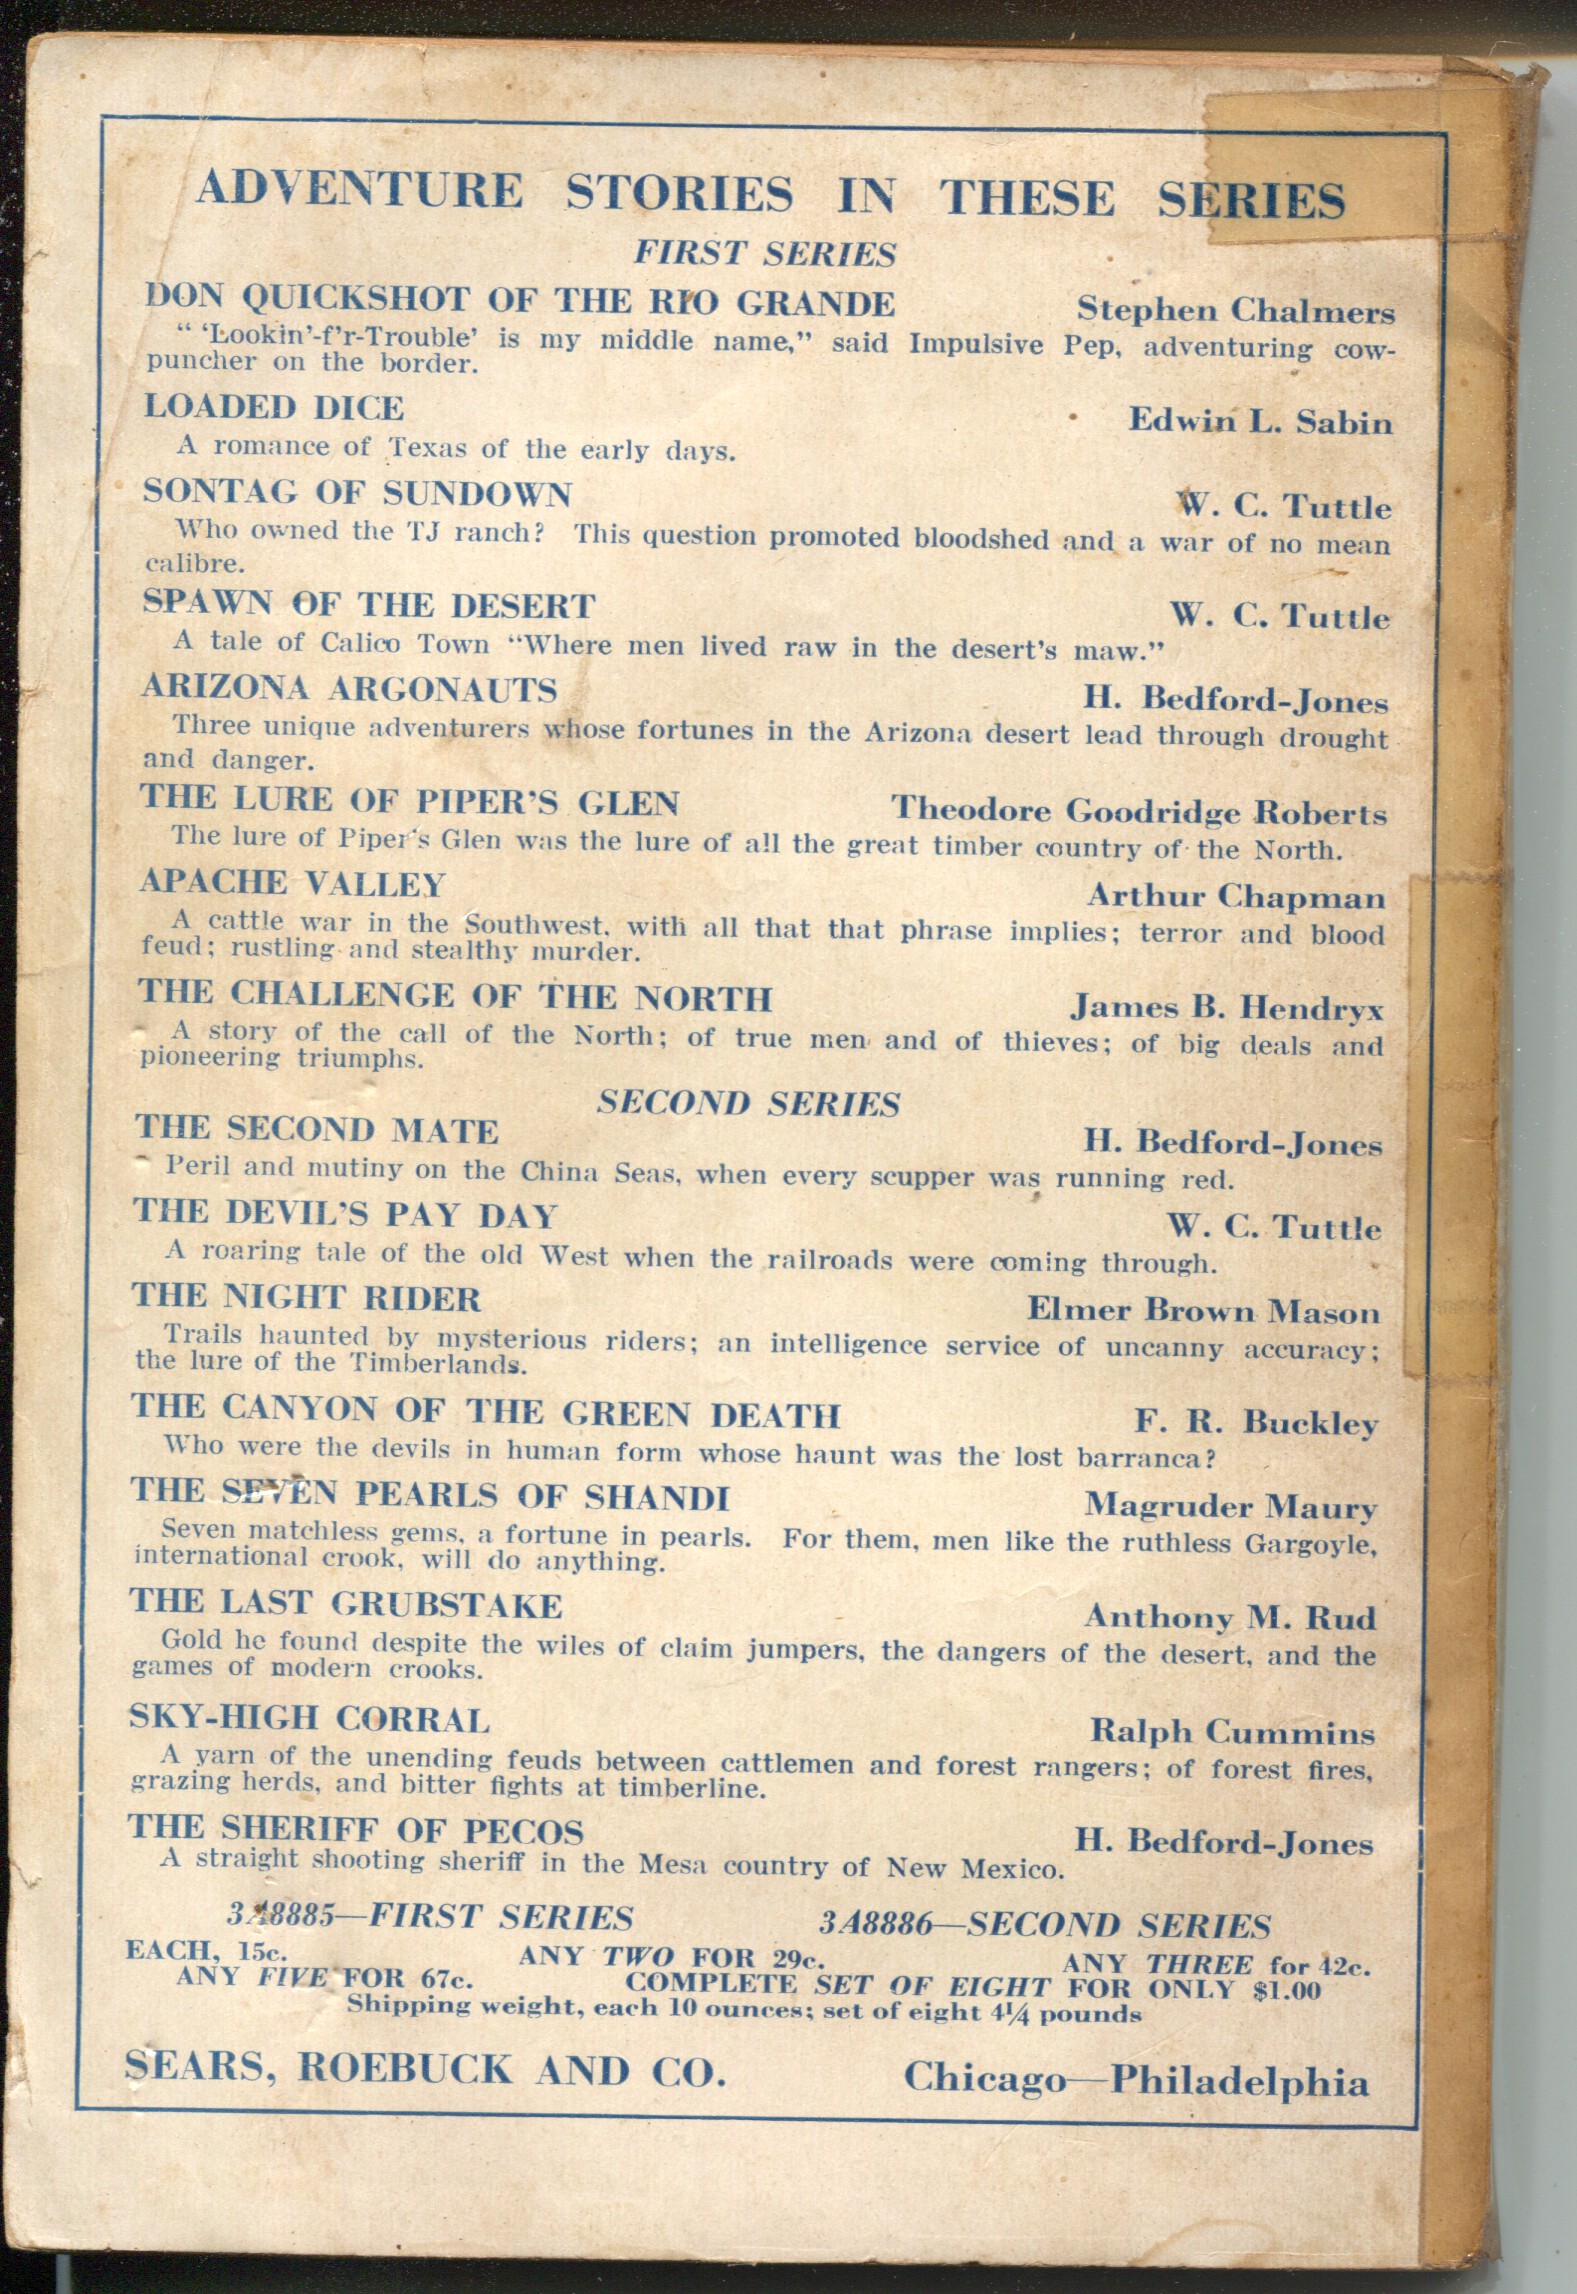 ADVENTURE STORIES IN THESE SERIES
FIRST SERIES
DON QUICKSHOT OF THE RIO GRANDE Stephen Chalmers
“ ‘Lookin’-f’r-Trouble’ is my middle name,” said Impulsive Pep, adventuring cow-
puncher on the border.
LOADED DICE Edwin L. Sabin
A romance of Texas of the early days.
SONTAG OF SUNDOWN W. C. Tuttle
Who owned the TJ ranch? This question promoted bloodshed and a war of no mean
calibre.
SPAWN OF THE DESERT W. C. Tuttle
A tale of Calico Town “Where men lived raw in the desert’s maw.”
ARIZONA ARGONAUTS H. Bedford-Jones
Three unique adventurers whose fortunes in the Arizona desert lead through drought
and danger.
THE LURE OF PIPER’S GLEN Theodore Goodridge Roberts
The lure of Piper‘s Glen was the lure of all the great timber country of the North.
APACHE VALLEY Arthur Chapman
A cattle war in the Southwest, with all that that phrase implies; terror and blood
feud; rustling and stealthy murder.
THE CHALLENGE OF THE NORTH James B. Hendryx
A story of the call of the North; of true men and of thieves; of big deals and
pioneering triumphs.
SECOND SERIES
THE SECOND MATE H. Bedford-Jones
Peril and mutiny on the China Seas, when every scupper was running red.
THE DEVIL’S PAY DAY W. C. Tuttle
A roaring tale of the old West when the railroads were coming through.
THE NIGHT RIDER Elmer Brown Mason
Trails haunted by mysterious riders; an intelligence service of uncanny accuracy;
the lure of the Timberlands.
THE CANYON OF THE GREEN DEATH F. R. Buckley
Who were the devils in human form whose haunt was the lost barranca?
THE SEVEN PEARLS OF SHANDI Magruder Maury
Seven matchless gems, a fortune in pearls. For them, men like the ruthless Gargoyle,
international crook, will do anything.
THE LAST GRUBSTAKE Anthony M. Rud
Gold he found despite the wiles of claim jumpers, the dangers of the desert, and the
games of modern crooks.
SKY-HIGH CORRAL Ralph Cummins
A yarn of the unending feuds between cattlemen and forest rangers; of forest fires,
grazing herds, and bitter fights at timberline.
THE SHERIFF OF PECOS H. Bedford-Jones
A straight shooting sheriff in the Mesa country of New Mexico.
3A8885—FIRST SERIES 3A8886—SECOND SERIES
EACH, 15c. ANY TWO FOR 29c. ANY THREE for 42c.
ANY FIVE FOR 67c. COMPLETE SET OF EIGHT FOR ONLY $1.00
Shipping weight, each 10 ounces; set of eight 4¼ pounds
SEARS, ROEBUCK AND CO. Chicago—Philadelphia